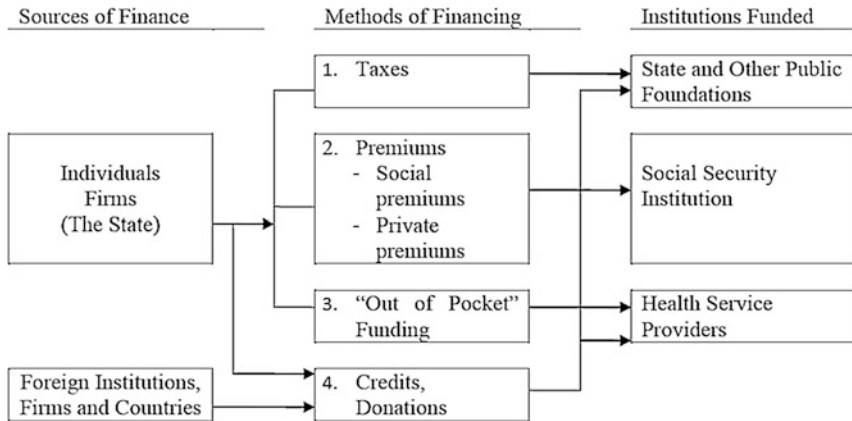 Sources of Finance
Methods of Financing
Institutions Funded
Individuals
Firms
(The State)
Foreign Institutions,
Firms and Countries
1. Taxes
2. Premiums
- Social
premiums
- Private
premiums
3. “Out of Pocket”
Funding
4. Credits,
Donations
State and Other Public
Foundations
Social Security
Institution
Health Service
Providers